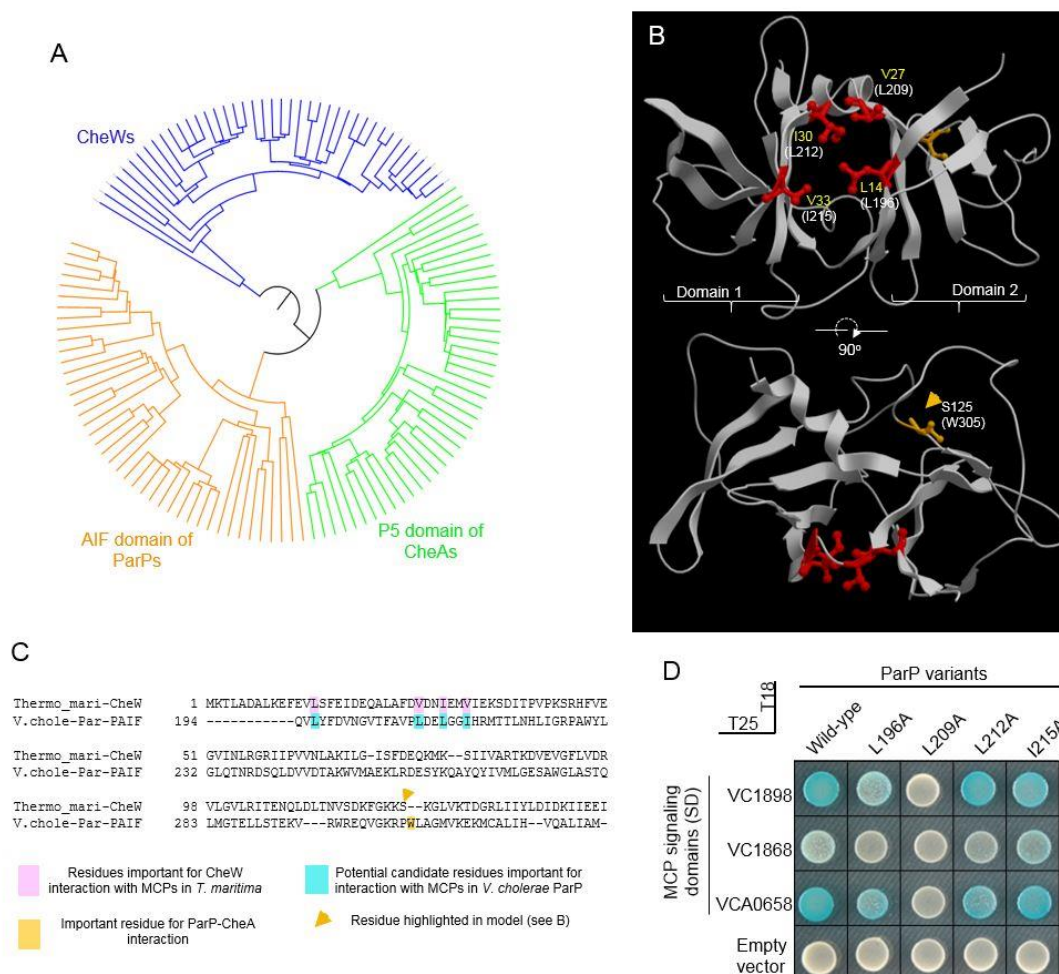 A
CheWs
AIF domain of
ParPs
P5 domain of
CheAs
B
V27
(L209)
I30
(L212)
L14
(L196)
V33
(I215)
Domain 1
Domain 2
90º
S125
(W305)
C
Thermo_mari-CheW 1 MKTLADALKEFEVLSFEIDEQALAFDVDNIEMVIEKSDITPVPKSRHFVE
V.chole-Par-PAIF 194 -----------QVLYFDVNGVTFAVPLDELGGIHRMTITLNHLIGRPAWYL
Thermo_mari-CheW 51 GVINLRGRIIPVVNLAKILG-ISFDEQKMK--SIIVARTKDVEVGFLVDR
V.chole-Par-PAIF 232 GLQTNRDSQLDVVDTAKWVMAEKLRDESYKQAYQYIVMLGESAWGLASTQ
Thermo_mari-CheW 98 VLGVLRITENQLDLTNVSDKFGKKS--KGLVKTDGRLIIYLDIDKIIEEI
V.chole-Par-PAIF 283 LMGTELLSTEKV---RWREQVGKRPWLAGMVKEKMCALIH--VQALIAM-
Residues important for CheW
interaction with MCPs in T. maritima
Potential candidate residues important for
interaction with MCPs in V. cholerae ParP
Important residue for ParP-CheA
interaction
Residue highlighted in model (see B)
D
ParP variants
T18
T25
Wild-ype
L196A
L209A
L212A
I215A
MCP signaling
domains (SD)
VC1898
VC1868
VCA0658
Empty
vector